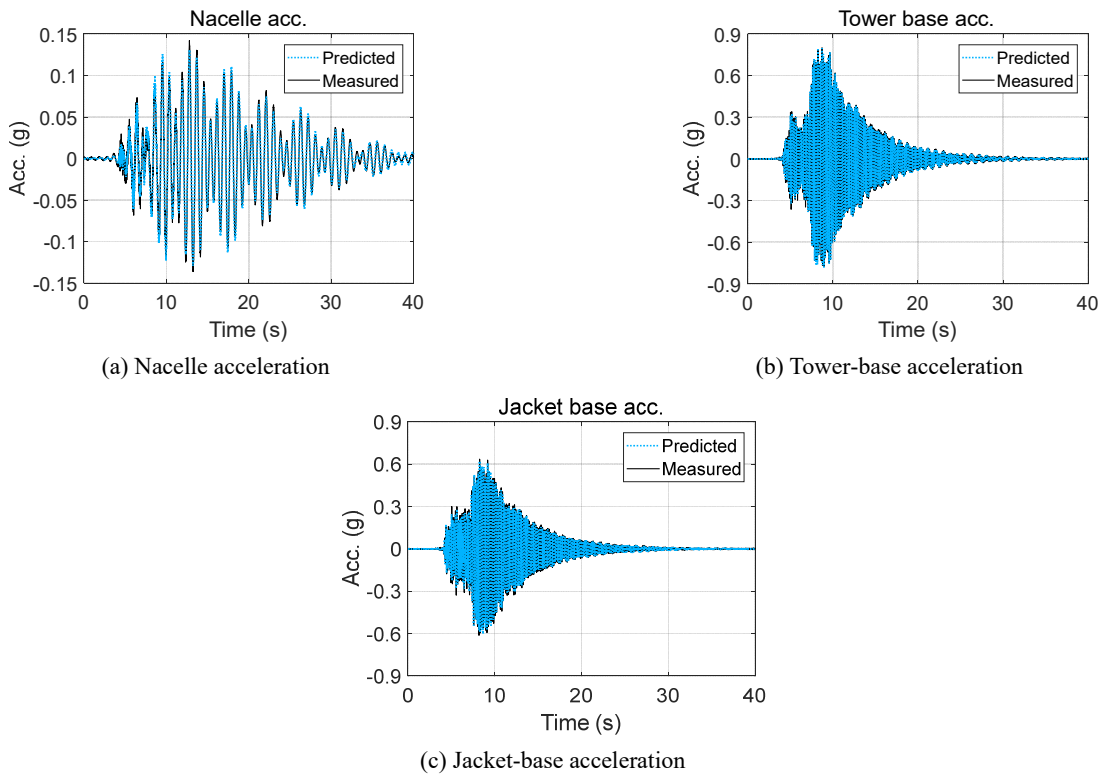 Nacelle acc.
0.15
0.1
0.05
0
-0.05
-0.1
-0.15
Acc. (g)
Predicted
Measured
0 10 20 30 40
Time (s)
(a) Nacelle acceleration
Tower base acc.
0.9
0.6
0.3
0
-0.3
-0.6
-0.9
Acc. (g)
Predicted
Measured
0 10 20 30 40
Time (s)
(b) Tower-base acceleration
Jacket base acc.
0.9
0.6
0.3
0
-0.3
-0.6
-0.9
Acc. (g)
Predicted
Measured
0 10 20 30 40
Time (s)
(c) Jacket-base acceleration